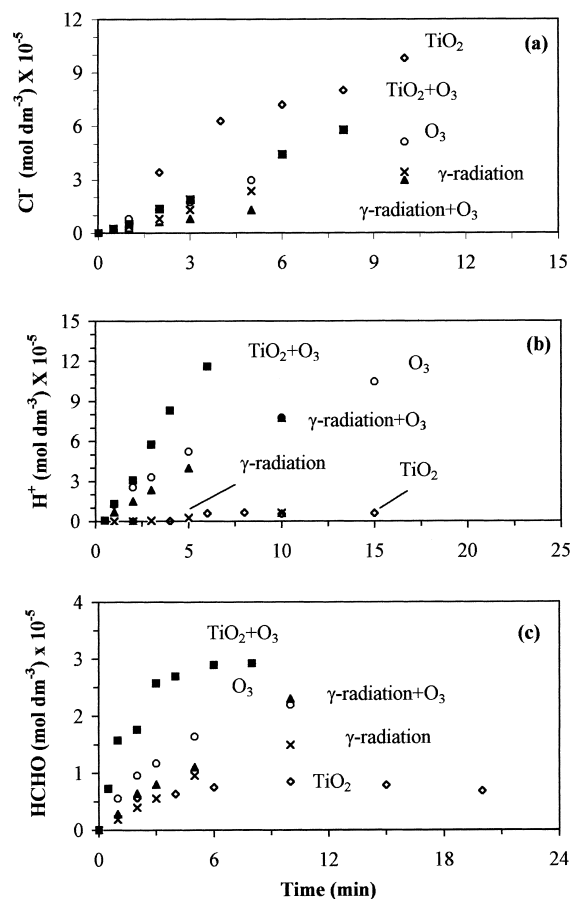 (a)
Cl⁻ (mol dm⁻³) X 10⁻⁵
12
9
6
3
0
TiO₂
TiO₂+O₃
O₃
γ-radiation
γ-radiation+O₃
0 3 6 9 12 15
(b)
H⁺ (mol dm⁻³) X 10⁻⁵
15
12
9
6
3
0
TiO₂+O₃
O₃
γ-radiation+O₃
γ-radiation
TiO₂
0 5 10 15 20 25
(c)
HCHO (mol dm⁻³) x 10⁻⁵
4
3
2
1
0
TiO₂+O₃
O₃
γ-radiation+O₃
γ-radiation
TiO₂
0 6 12 18 24
Time (min)